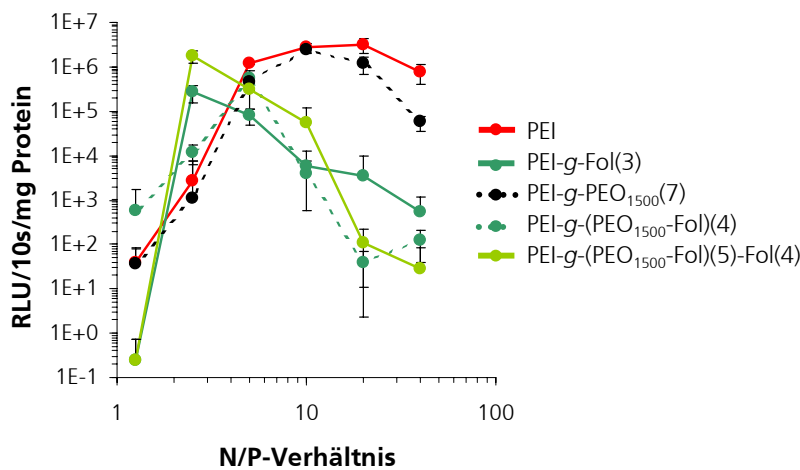 1E+7
1E+6
1E+5
1E+4
1E+3
1E+2
1E+1
1E+0
1E-1
RLU/10s/mg Protein
1 10 100
N/P-Verhältnis
PEI
PEI-g-Fol(3)
PEI-g-PEO1500(7)
PEI-g-(PEO1500-Fol)(4)
PEI-g-(PEO1500-Fol)(5)-Fol(4)